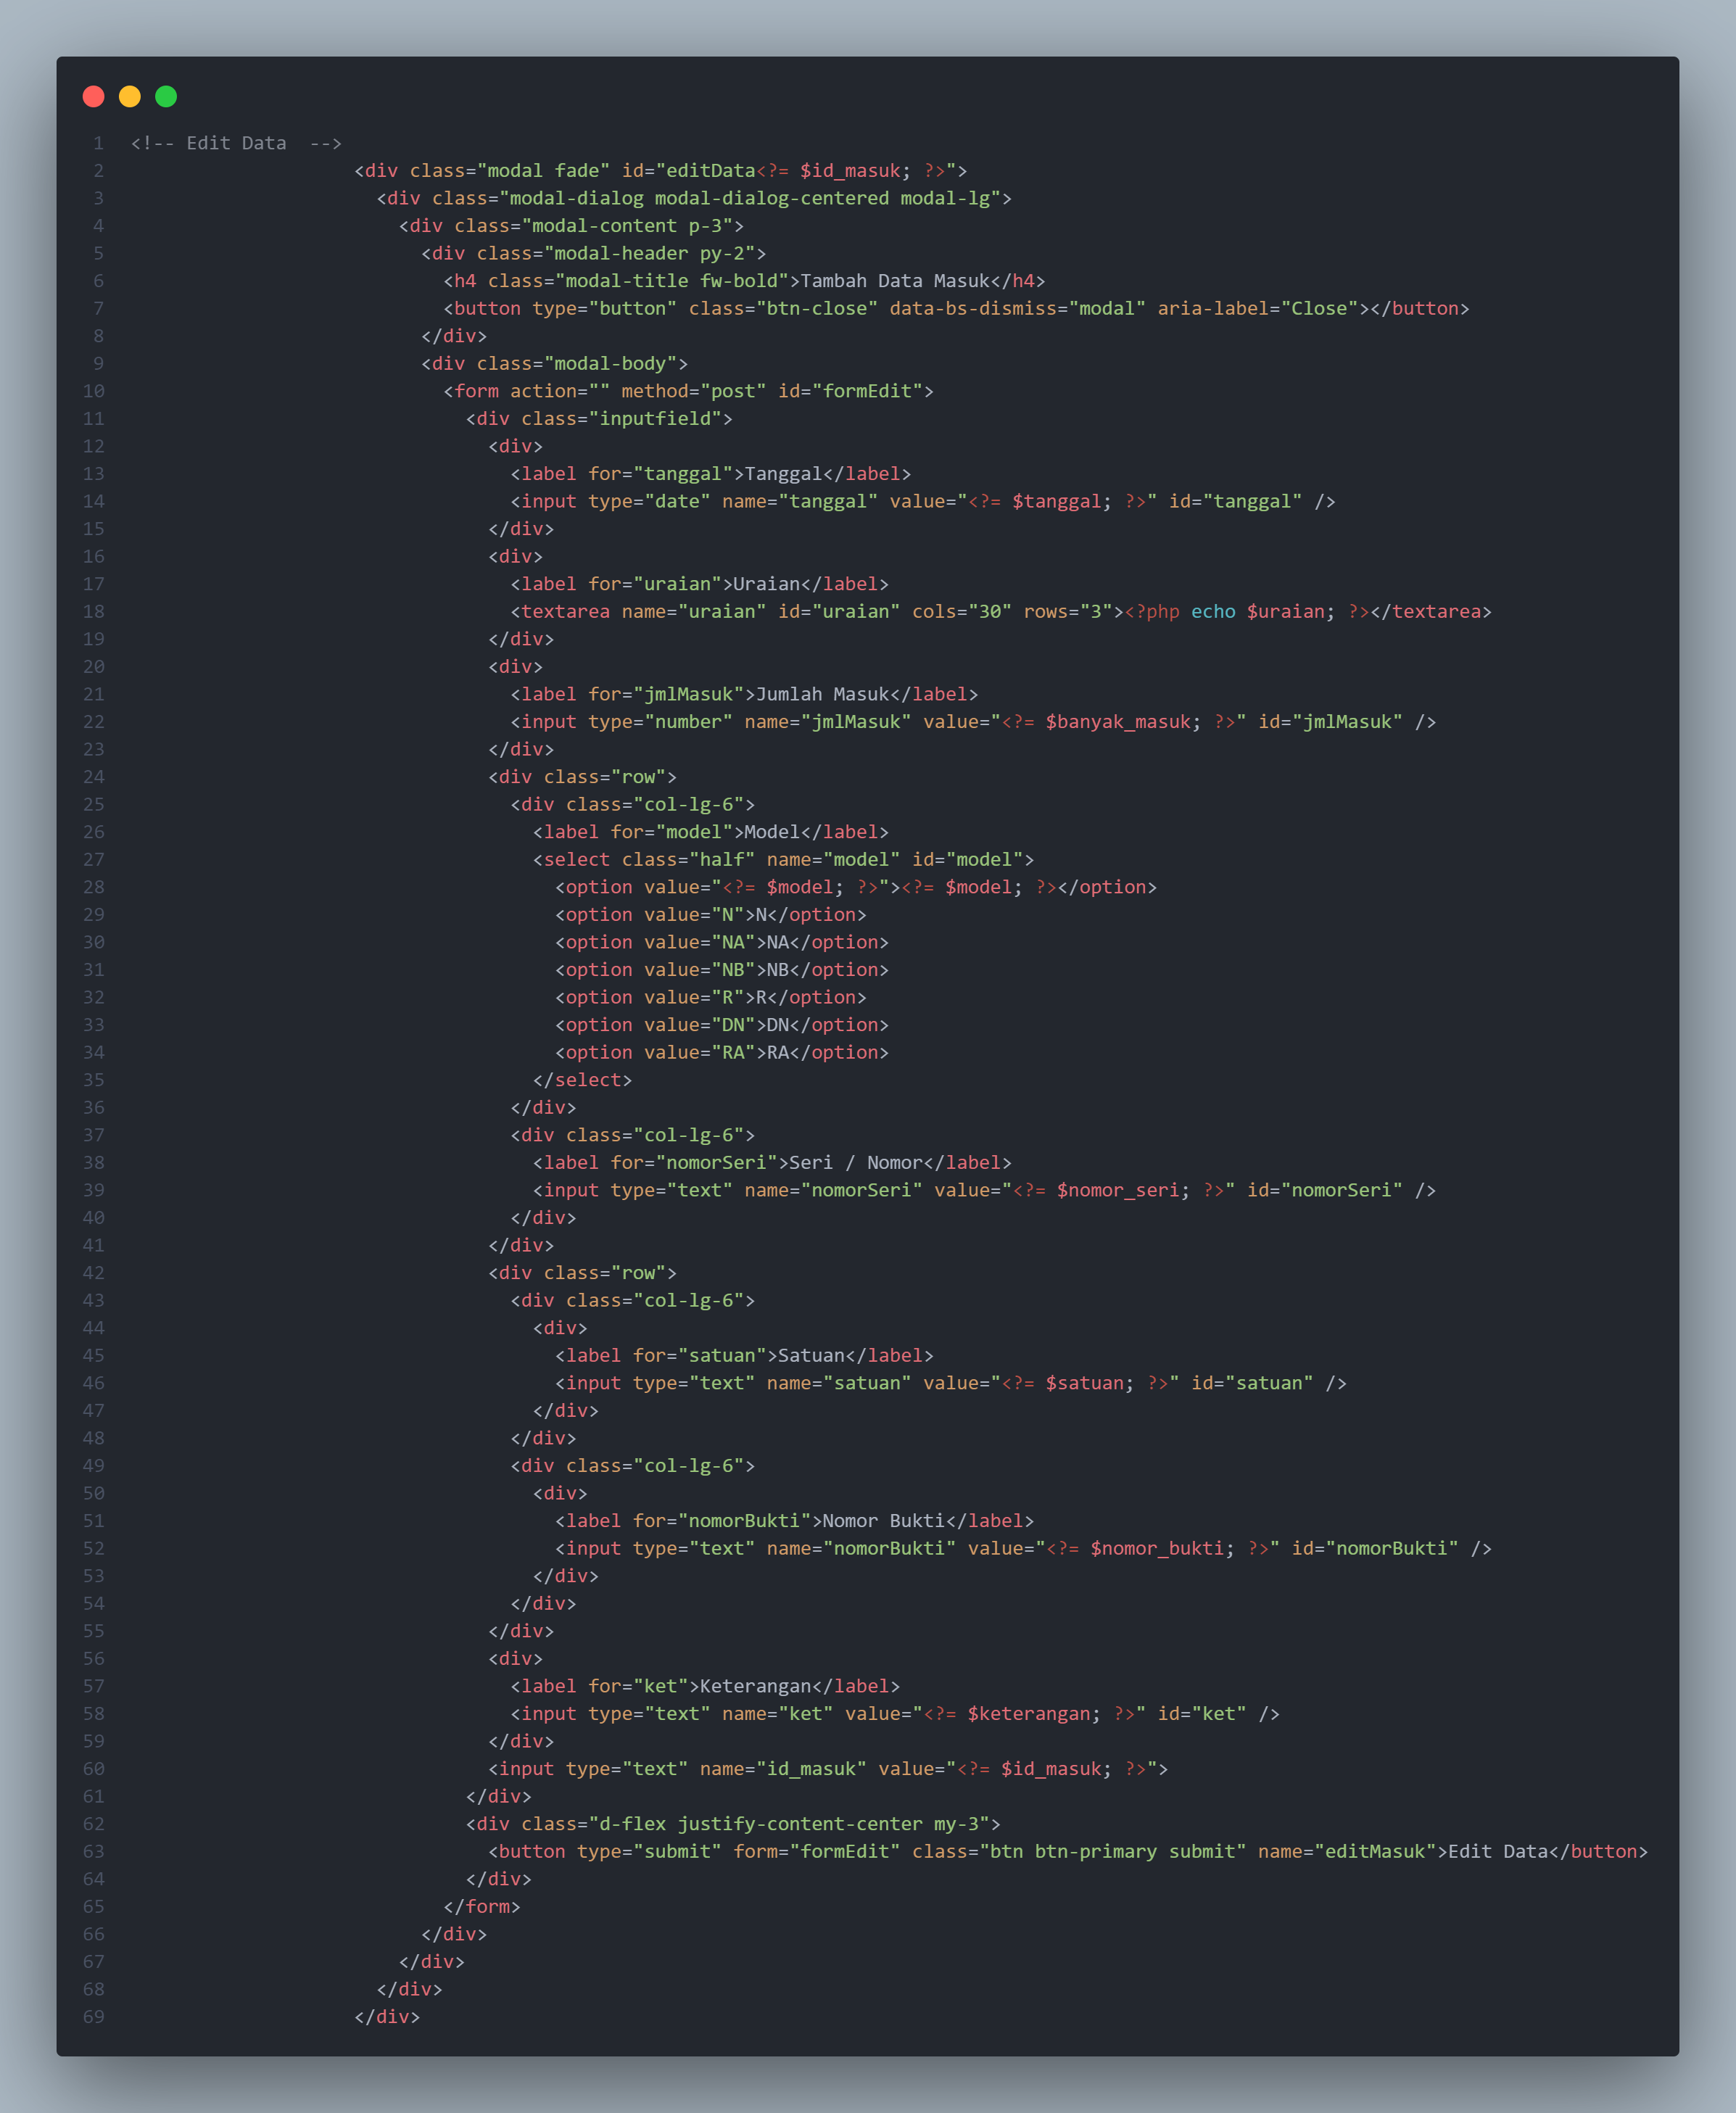 1 <!-- Edit Data  -->
2                     <div class="modal fade" id="editData<?= $id_masuk; ?>">
3                       <div class="modal-dialog modal-dialog-centered modal-lg">
4                         <div class="modal-content p-3">
5                           <div class="modal-header py-2">
6                             <h4 class="modal-title fw-bold">Tambah Data Masuk</h4>
7                             <button type="button" class="btn-close" data-bs-dismiss="modal" aria-label="Close"></button>
8                           </div>
9                           <div class="modal-body">
10                             <form action="" method="post" id="formEdit">
11                               <div class="inputfield">
12                                 <div>
13                                   <label for="tanggal">Tanggal</label>
14                                   <input type="date" name="tanggal" value="<?= $tanggal; ?>" id="tanggal" />
15                                 </div>
16                                 <div>
17                                   <label for="uraian">Uraian</label>
18                                   <textarea name="uraian" id="uraian" cols="30" rows="3"><?php echo $uraian; ?></textarea>
19                                 </div>
20                                 <div>
21                                   <label for="jmlMasuk">Jumlah Masuk</label>
22                                   <input type="number" name="jmlMasuk" value="<?= $banyak_masuk; ?>" id="jmlMasuk" />
23                                 </div>
24                                 <div class="row">
25                                   <div class="col-lg-6">
26                                     <label for="model">Model</label>
27                                     <select class="half" name="model" id="model">
28                                       <option value="<?= $model; ?>"><?= $model; ?></option>
29                                       <option value="N">N</option>
30                                       <option value="NA">NA</option>
31                                       <option value="NB">NB</option>
32                                       <option value="R">R</option>
33                                       <option value="DN">DN</option>
34                                       <option value="RA">RA</option>
35                                     </select>
36                                   </div>
37                                   <div class="col-lg-6">
38                                     <label for="nomorSeri">Seri / Nomor</label>
39                                     <input type="text" name="nomorSeri" value="<?= $nomor_seri; ?>" id="nomorSeri" />
40                                   </div>
41                                 </div>
42                                 <div class="row">
43                                   <div class="col-lg-6">
44                                     <div>
45                                       <label for="satuan">Satuan</label>
46                                       <input type="text" name="satuan" value="<?= $satuan; ?>" id="satuan" />
47                                     </div>
48                                   </div>
49                                   <div class="col-lg-6">
50                                     <div>
51                                       <label for="nomorBukti">Nomor Bukti</label>
52                                       <input type="text" name="nomorBukti" value="<?= $nomor_bukti; ?>" id="nomorBukti" />
53                                     </div>
54                                   </div>
55                                 </div>
56                                 <div>
57                                   <label for="ket">Keterangan</label>
58                                   <input type="text" name="ket" value="<?= $keterangan; ?>" id="ket" />
59                                 </div>
60                                 <input type="text" name="id_masuk" value="<?= $id_masuk; ?>">
61                               </div>
62                               <div class="d-flex justify-content-center my-3">
63                                 <button type="submit" form="formEdit" class="btn btn-primary submit" name="editMasuk">Edit Data</button>
64                               </div>
65                             </form>
66                           </div>
67                         </div>
68                       </div>
69                     </div>